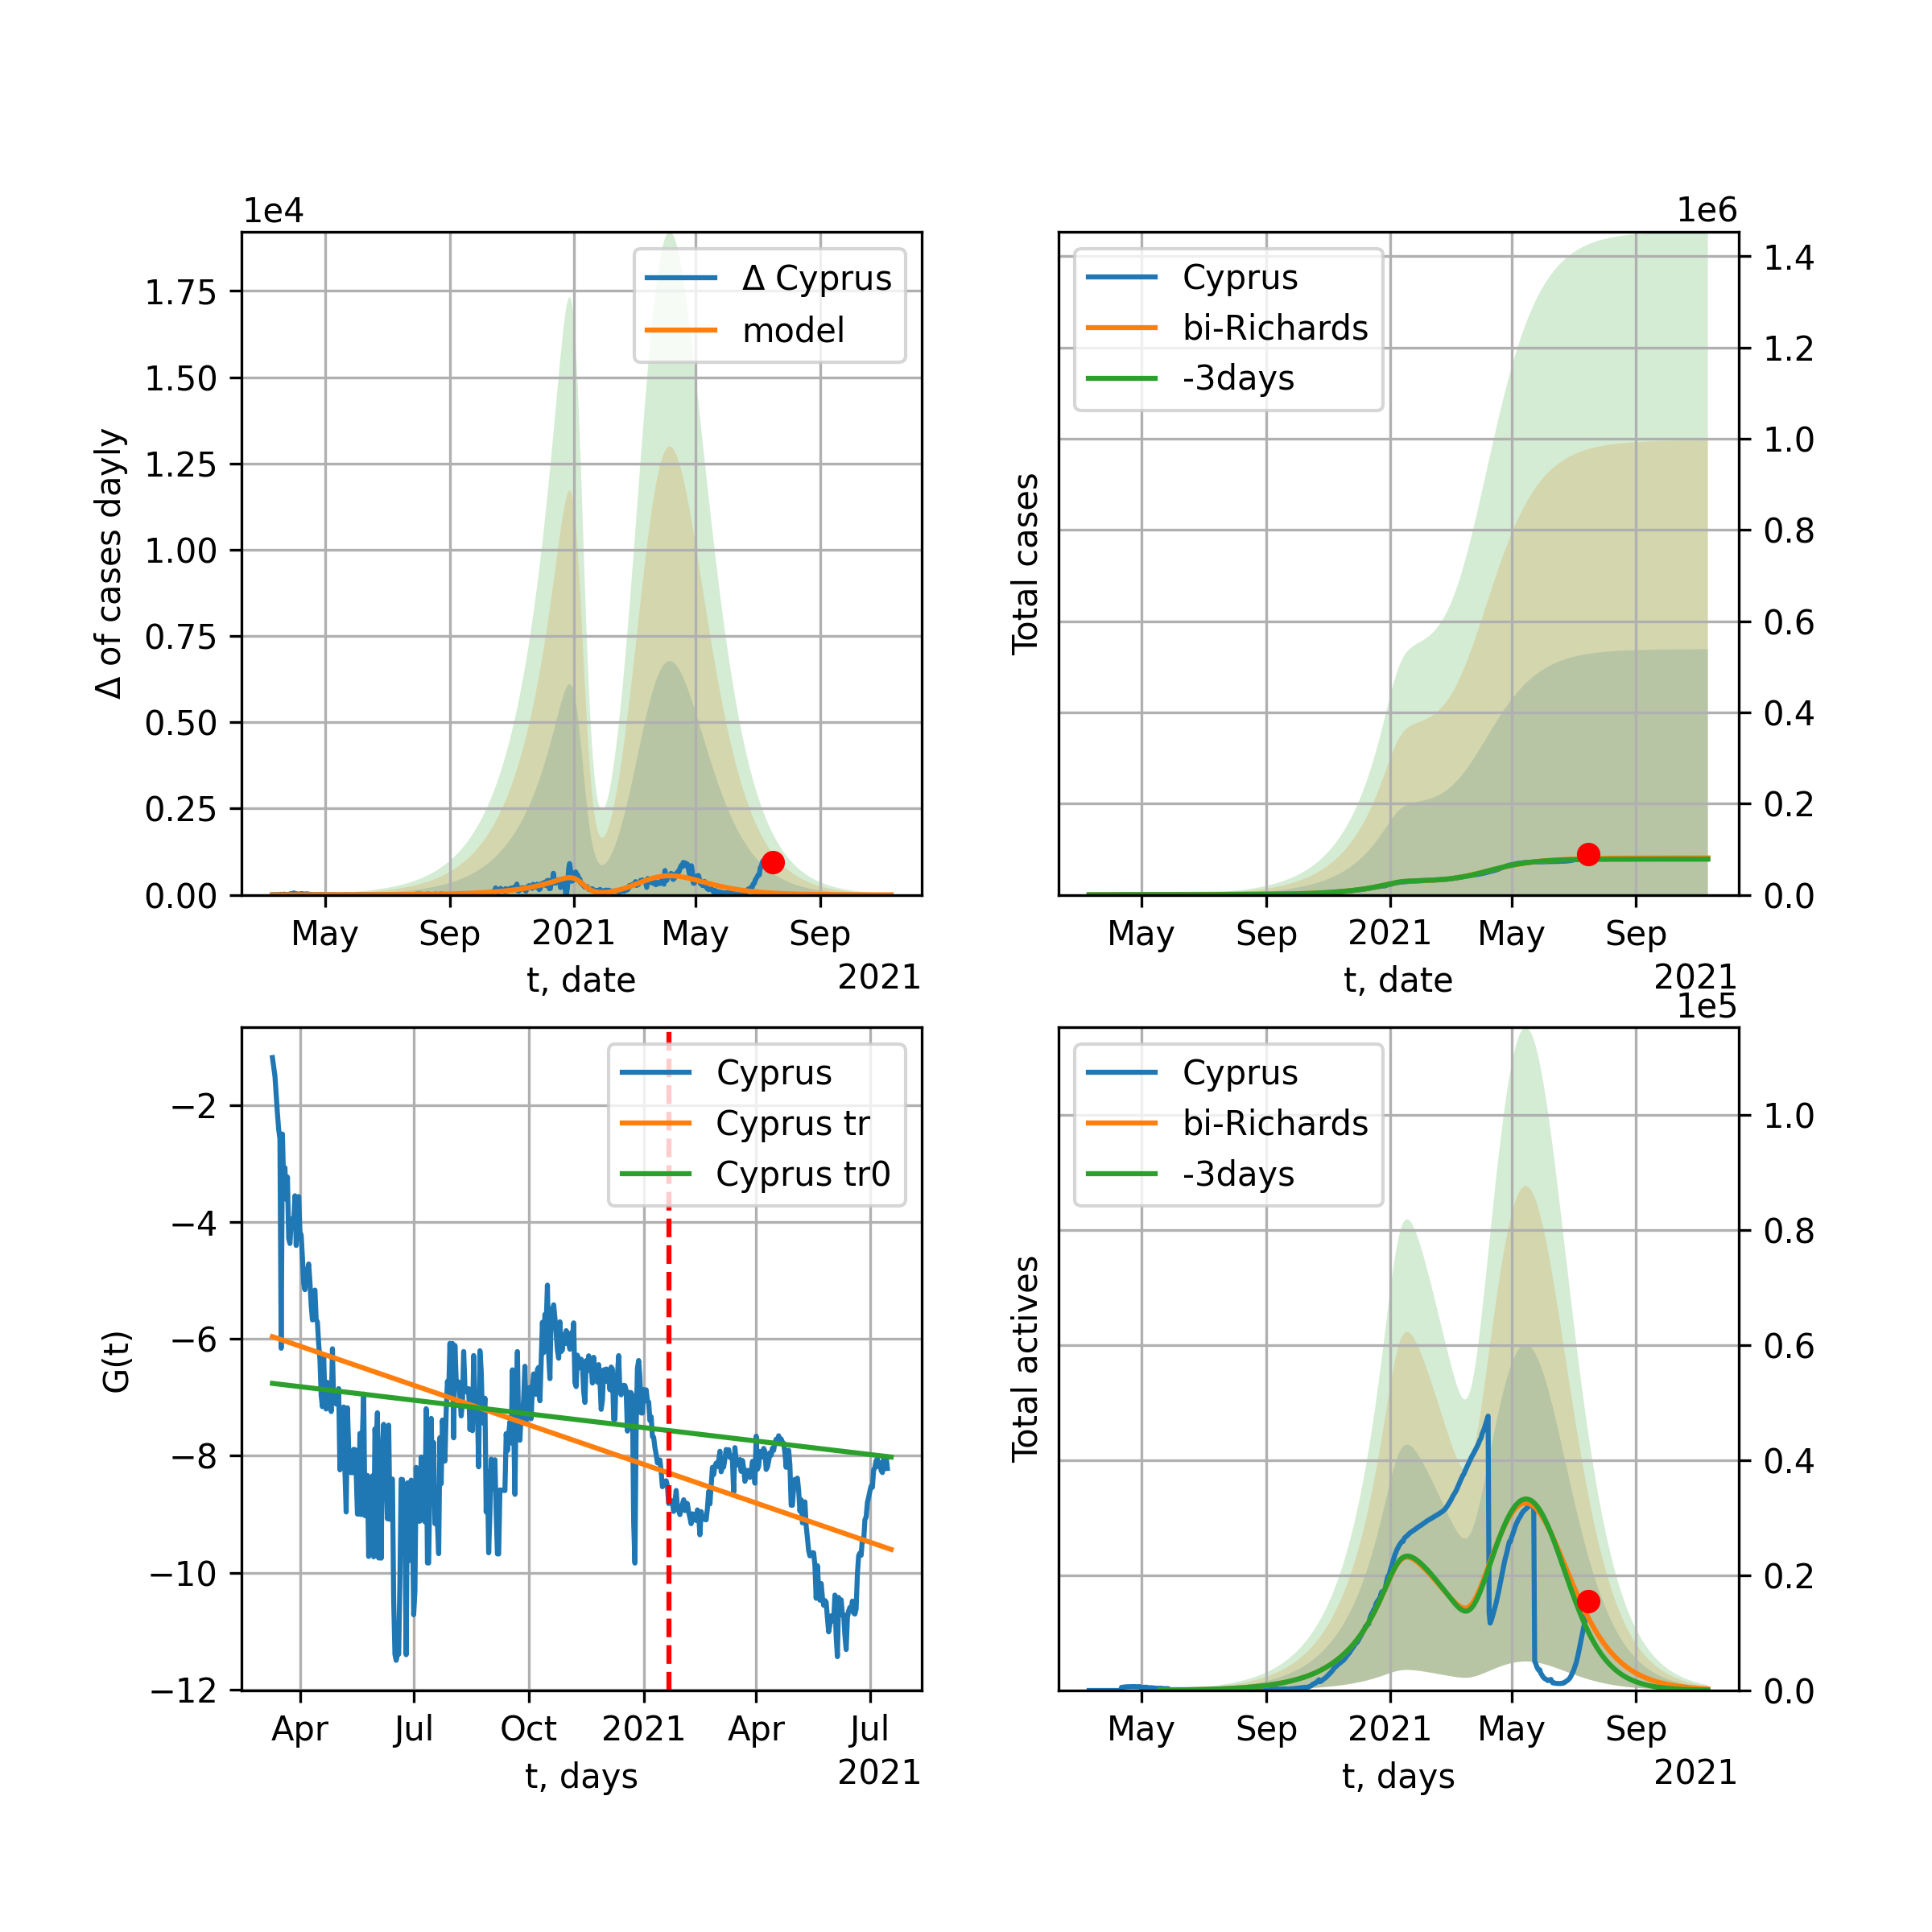 1e4
Δ of cases dayly
1.75
1.50
1.25
1.00
0.75
0.50
0.25
0.00
Δ Cyprus
model
May Sep 2021 May Sep
t, date
2021
1e6
Total cases
Cyprus
bi-Richards
-3days
1.4
1.2
1.0
0.8
0.6
0.4
0.2
0.0
May Sep 2021 May Sep
t, date
2021
G(t)
−2
−4
−6
−8
−10
−12
Cyprus
Cyprus tr
Cyprus tr0
Apr Jul Oct 2021 Apr Jul
t, days
2021
1e5
Total actives
Cyprus
bi-Richards
-3days
1.0
0.8
0.6
0.4
0.2
0.0
May Sep 2021 May Sep
t, days
2021